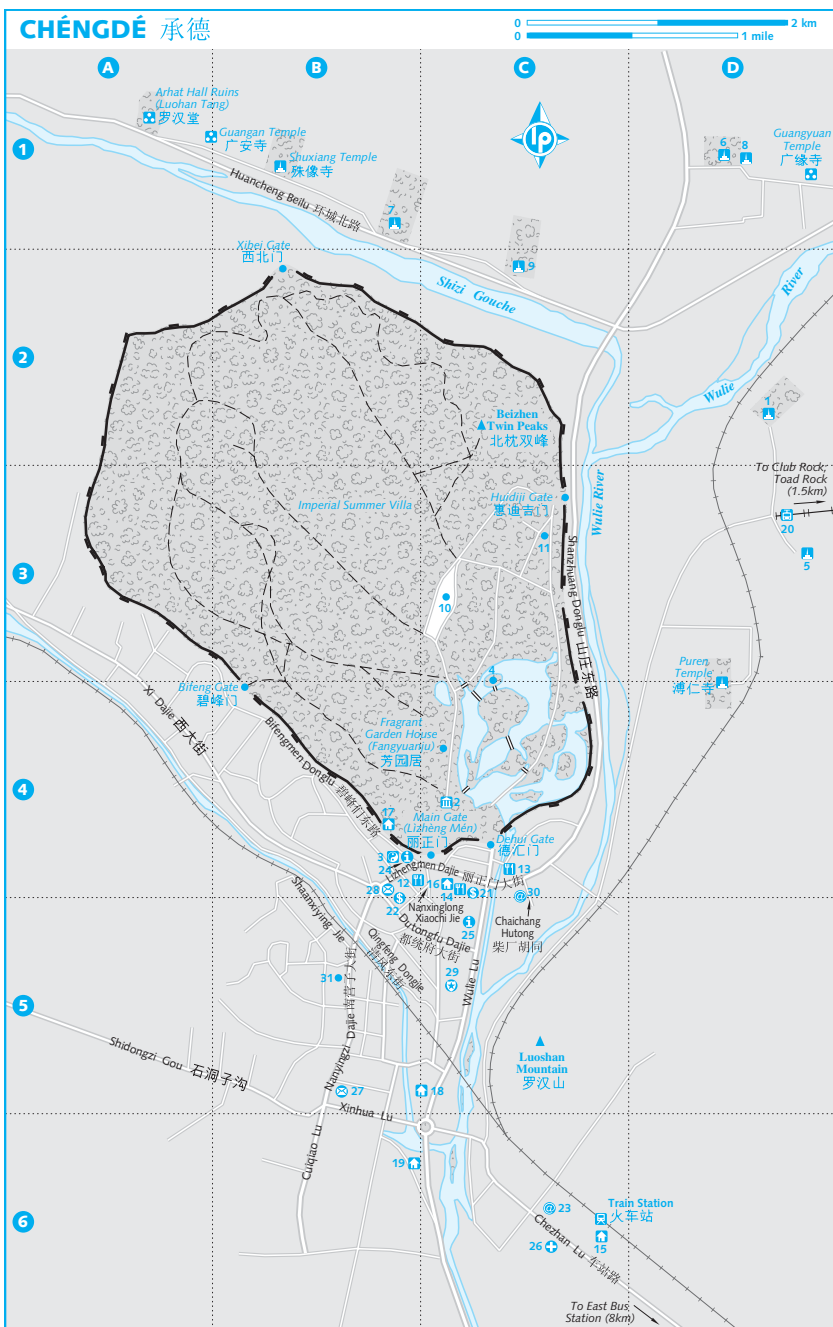 CHÉNGDÉ 承德
0 2 km
0 1 mile
A
B
C
D
1
2
3
4
5
6
Arhat Hall Ruins
(Luohan Tang)
罗汉堂
Guangan Temple
广安寺
Shuxiang Temple
殊像寺
Huancheng Beilu 环城北路
7
lp
6
8
Guangyuan
Temple
广缘寺
Xibei Gate
西北门
9
Shizi Gouche
River
Wulie
Beizhen
Twin Peaks
北枕双峰
1
To Club Rock;
Toad Rock
(1.5km)
20
5
Imperial Summer Villa
Huidiji Gate
惠迪吉门
11
Wulie River
Shanzhuang Donglu 山庄东路
10
4
Puren
Temple
溥仁寺
Bifeng Gate
碧峰门
Xi Dajie 西大街
Bifengmen Donglu 碧峰们东路
Fragrant
Garden House
(Fangyuanju)
芳园居
2
17
Main Gate
(Lìzhèng Mén)
丽正门
Dehui Gate
德汇门
3
24
Lizhengmen Dajie 丽正门大街
13
28
12
16
14
21
30
22
Nanxinglong
Xiaochi Jie
25
Chaichang
Hutong
柴厂胡同
Shaanxiying Jie
Dutongfu Dajie
都统府大街
Qingfeng Dongjie
清风东街
29
Wulie Lu
31
Nanyingzi Dajie 南营子大街
Shidongzi Gou 石洞子沟
Luoshan
Mountain
罗汉山
27
18
Xinhua Lu
Cuiqiao Lu
19
23
Train Station
火车站
15
26
Chezhan Lu 车站路
To East Bus
Station (8km)